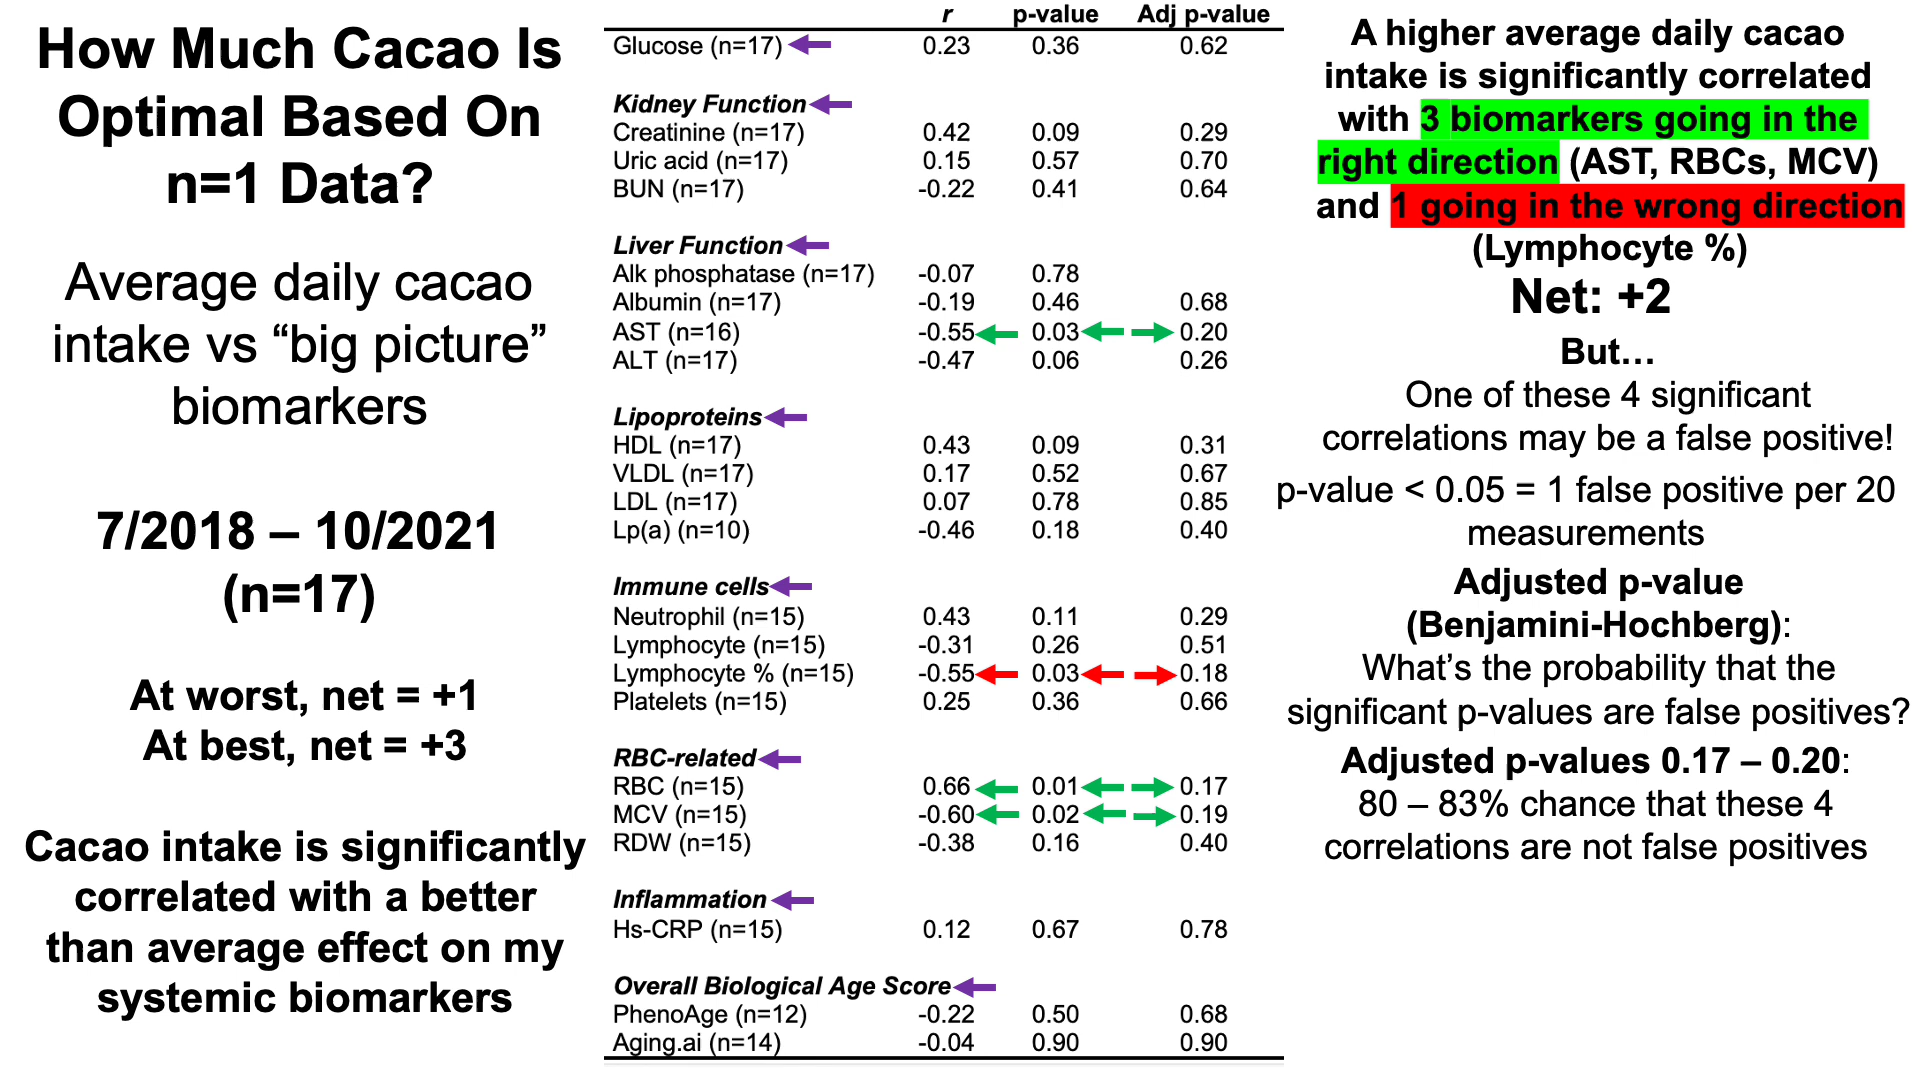 How Much Cacao Is
Optimal Based On
n=1 Data?
Average daily cacao
intake vs “big picture”
biomarkers
7/2018 – 10/2021
(n=17)
At worst, net = +1
At best, net = +3
Cacao intake is significantly
correlated with a better
than average effect on my
systemic biomarkers
r p-value Adj p-value
Glucose (n=17) 0.23 0.36 0.62
Kidney Function
Creatinine (n=17) 0.42 0.09 0.29
Uric acid (n=17) 0.15 0.57 0.70
BUN (n=17) -0.22 0.41 0.64
Liver Function
Alk phosphatase (n=17) -0.07 0.78
Albumin (n=17) -0.19 0.46 0.68
AST (n=16) -0.55 0.03 0.20
ALT (n=17) -0.47 0.06 0.26
Lipoproteins
HDL (n=17) 0.43 0.09 0.31
VLDL (n=17) 0.17 0.52 0.67
LDL (n=17) 0.07 0.78 0.85
Lp(a) (n=10) -0.46 0.18 0.40
Immune cells
Neutrophil (n=15) 0.43 0.11 0.29
Lymphocyte (n=15) -0.31 0.26 0.51
Lymphocyte % (n=15) -0.55 0.03 0.18
Platelets (n=15) 0.25 0.36 0.66
RBC-related
RBC (n=15) 0.66 0.01 0.17
MCV (n=15) -0.60 0.02 0.19
RDW (n=15) -0.38 0.16 0.40
Inflammation
Hs-CRP (n=15) 0.12 0.67 0.78
Overall Biological Age Score
PhenoAge (n=12) -0.22 0.50 0.68
Aging.ai (n=14) -0.04 0.90 0.90
A higher average daily cacao
intake is significantly correlated
with 3 biomarkers going in the
right direction (AST, RBCs, MCV)
and 1 going in the wrong direction
(Lymphocyte %)
Net: +2
But…
One of these 4 significant
correlations may be a false positive!
p-value < 0.05 = 1 false positive per 20
measurements
Adjusted p-value
(Benjamini-Hochberg):
What’s the probability that the
significant p-values are false positives?
Adjusted p-values 0.17 – 0.20:
80 – 83% chance that these 4
correlations are not false positives